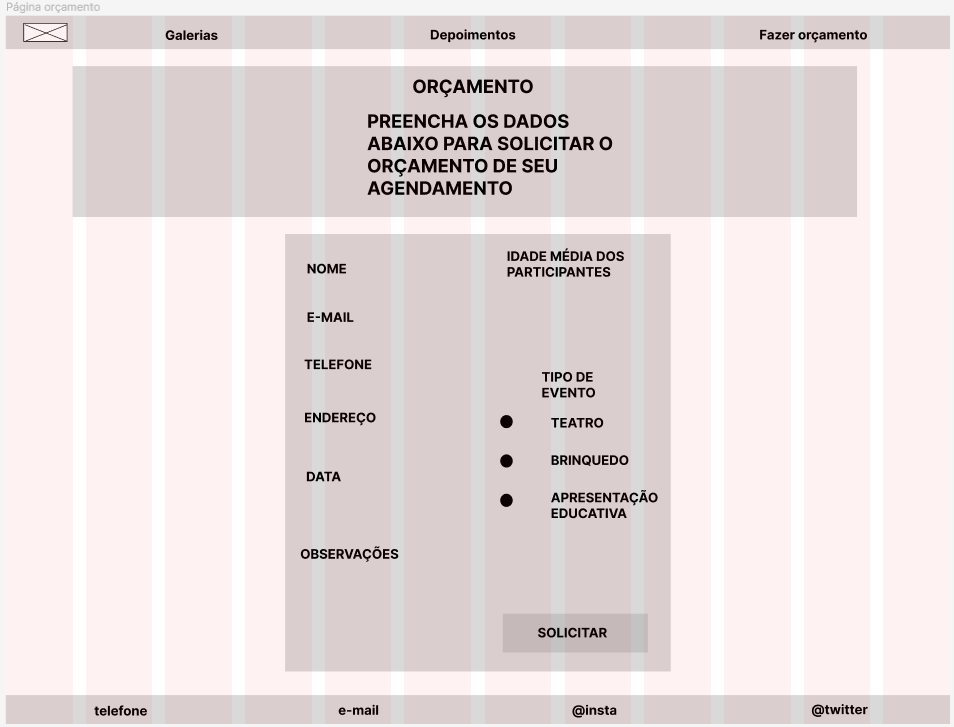 Página orçamento
Galerias
Depoimentos
Fazer orçamento
ORÇAMENTO
PREENCHA OS DADOS
ABAIXO PARA SOLICITAR O
ORÇAMENTO DE SEU
AGENDAMENTO
NOME
E-MAIL
TELEFONE
ENDEREÇO
DATA
OBSERVAÇÕES
IDADE MÉDIA DOS
PARTICIPANTES
TIPO DE
EVENTO
TEATRO
BRINQUEDO
APRESENTAÇÃO
EDUCATIVA
SOLICITAR
telefone
e-mail
@insta
@twitter